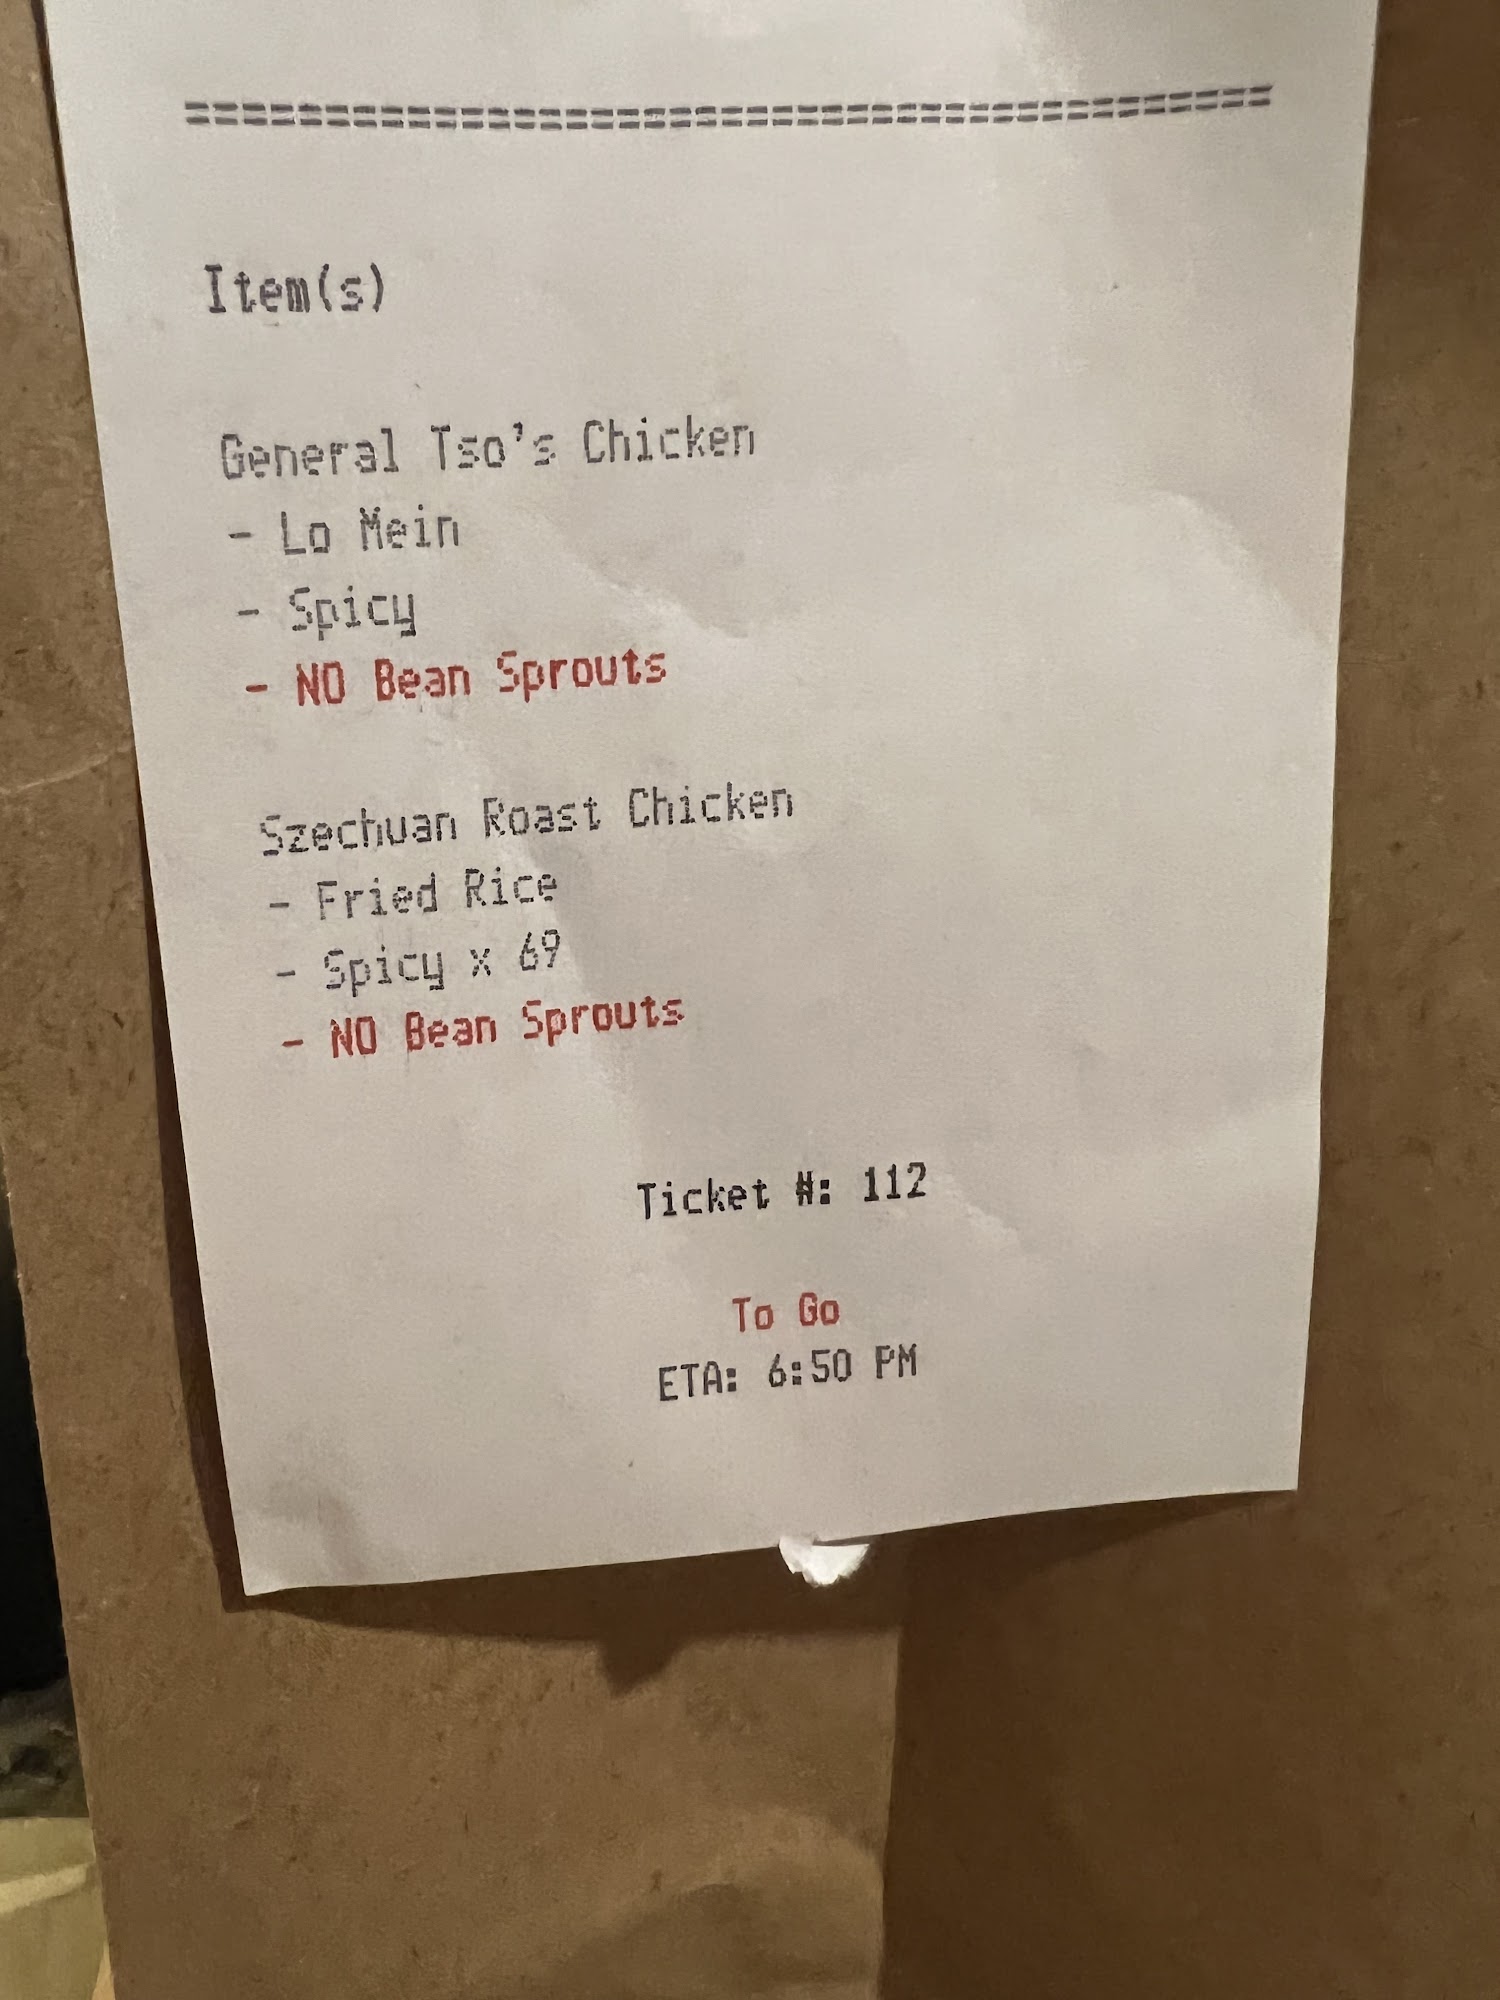 ==========================================
Item(s)
General Tso's Chicken
- Lo Mein
- Spicy
- NO Bean Sprouts
Szechuan Roast Chicken
- Fried Rice
- Spicy x 69
- NO Bean Sprouts
Ticket #: 112
To Go
ETA: 6:50 PM